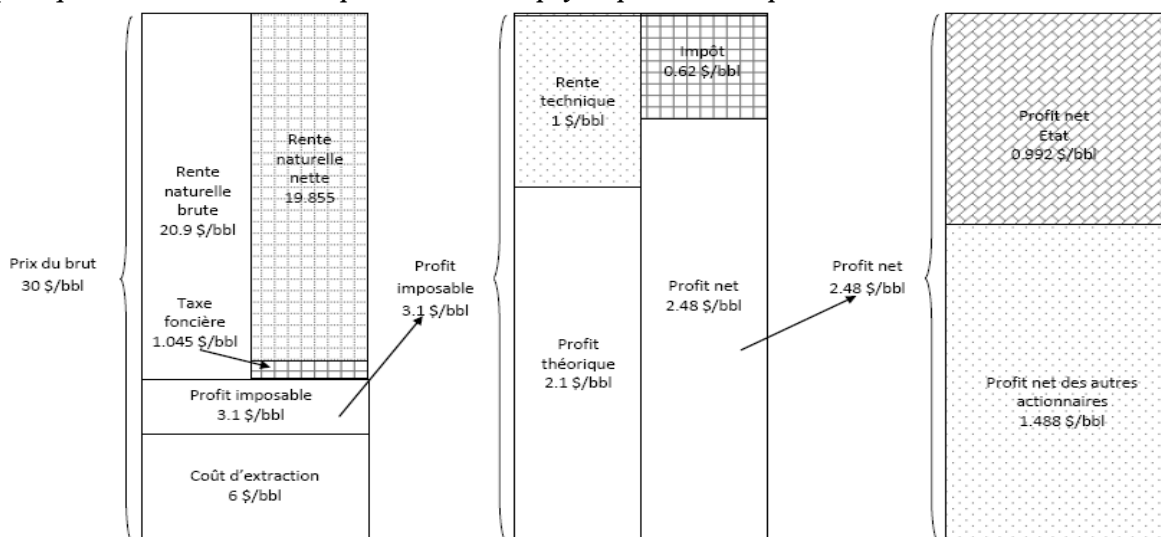 Prix du brut
30 $/bbl
Rente
naturelle
brute
20.9 $/bbl
Rente
naturelle
nette
19.855
Taxe
foncière
1.045 $/bbl
Profit imposable
3.1 $/bbl
Coût d'extraction
6 $/bbl
Profit
imposable
3.1 $/bbl
Rente
technique
1 $/bbl
Impôt
0.62 $/bbl
Profit
théorique
2.1 $/bbl
Profit net
2.48 $/bbl
Profit net
2.48 $/bbl
Profit net
Etat
0.992 $/bbl
Profit net des autres
actionnaires
1.488 $/bbl